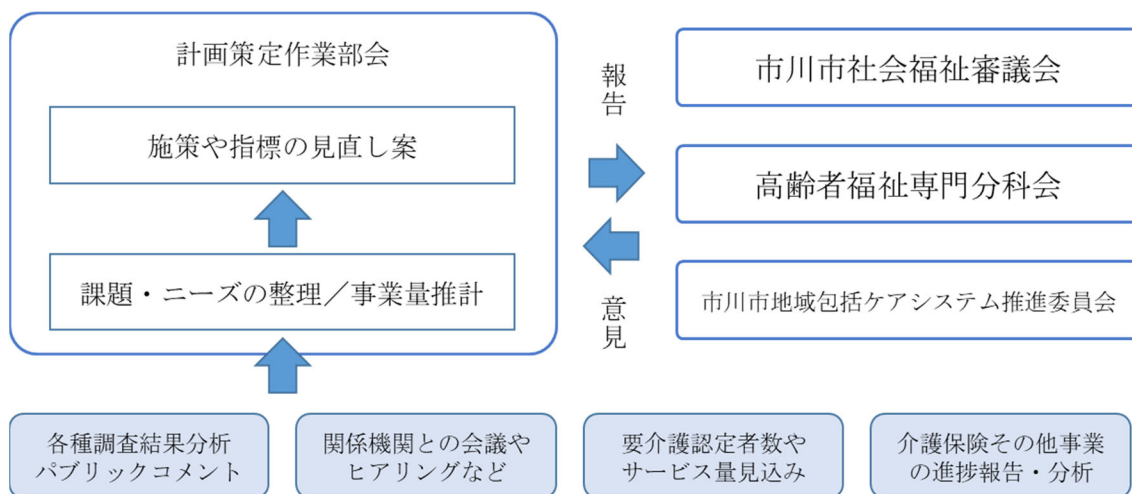 計画策定作業部会
施策や指標の見直し案
課題・ニーズの整理／事業量推計
報告
意見
市川市社会福祉審議会
高齢者福祉専門分科会
市川市地域包括ケアシステム推進委員会
各種調査結果分析
パブリックコメント
関係機関との会議や
ヒアリングなど
要介護認定者数や
サービス量見込み
介護保険その他事業
の進捗報告・分析